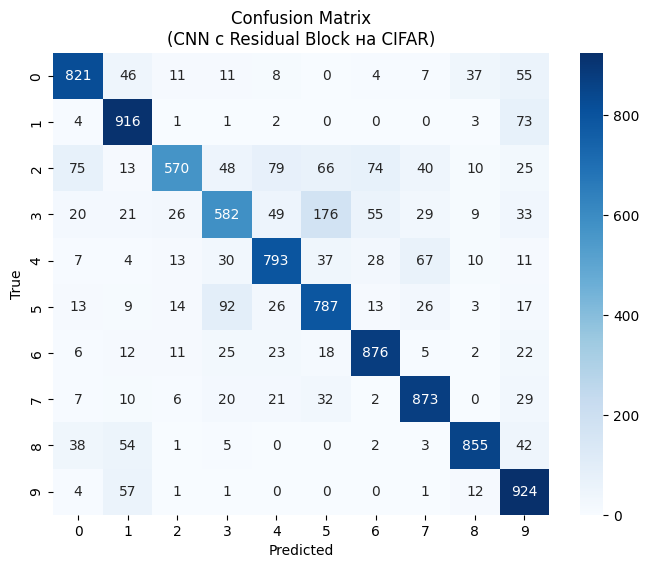 Confusion Matrix
(CNN с Residual Block на CIFAR)
0 821 46 11 11 8 0 4 7 37 55
1 4 916 1 1 2 0 0 0 3 73
2 75 13 570 48 79 66 74 40 10 25
3 20 21 26 582 49 176 55 29 9 33
4 7 4 13 30 793 37 28 67 10 11
5 13 9 14 92 26 787 13 26 3 17
6 6 12 11 25 23 18 876 5 2 22
7 7 10 6 20 21 32 2 873 0 29
8 38 54 1 5 0 0 2 3 855 42
9 4 57 1 1 0 0 0 1 12 924
0 1 2 3 4 5 6 7 8 9
Predicted
True
800
600
400
200
0